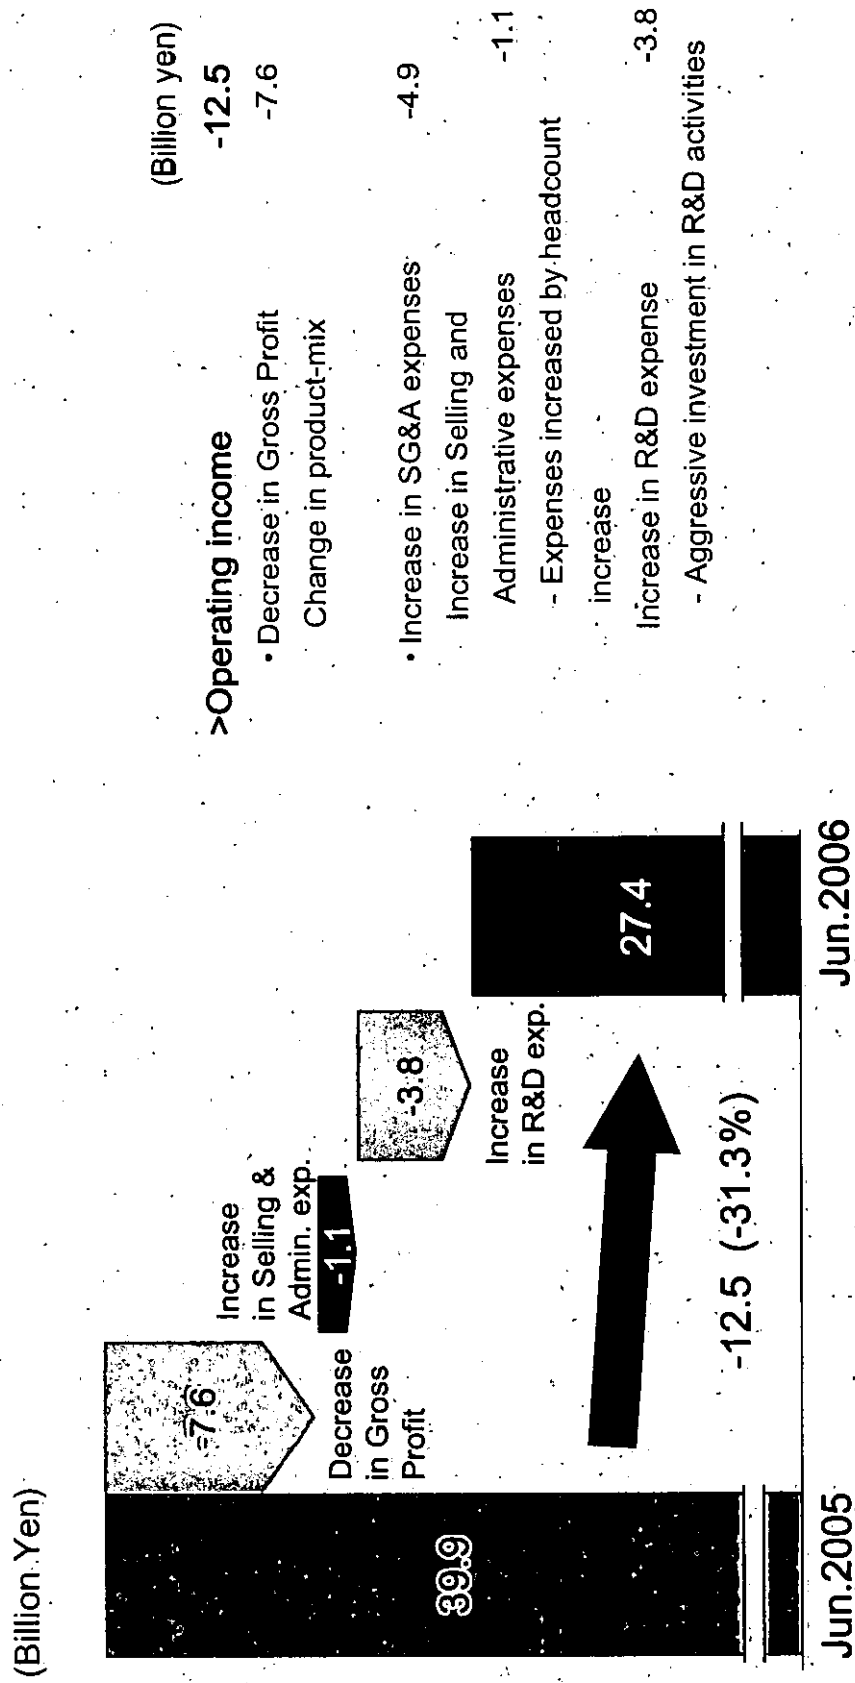 (Billion Yen)
39.9
Jun.2005
-7.6
Decrease
in Gross
Profit
Increase
in Selling &
Admin. exp.
-1.1
-3.8
Increase
in R&D exp.
27.4
Jun.2006
-12.5 (-31.3%)
(Billion yen)
>Operating income -12.5
• Decrease in Gross Profit -7.6
Change in product-mix
• Increase in SG&A expenses -4.9
Increase in Selling and
Administrative expenses -1.1
- Expenses increased by headcount
increase
Increase in R&D expense -3.8
- Aggressive investment in R&D activities